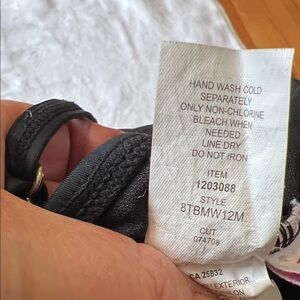 HAND WASH COLD
SEPARATELY
ONLY NON-CHLORINE
BLEACH WHEN
NEEDED
LINE DRY
DO NOT IRON
ITEM
1203088
STYLE
8TBMW12M
CUT
074708
CA 25832
EXTERIOR